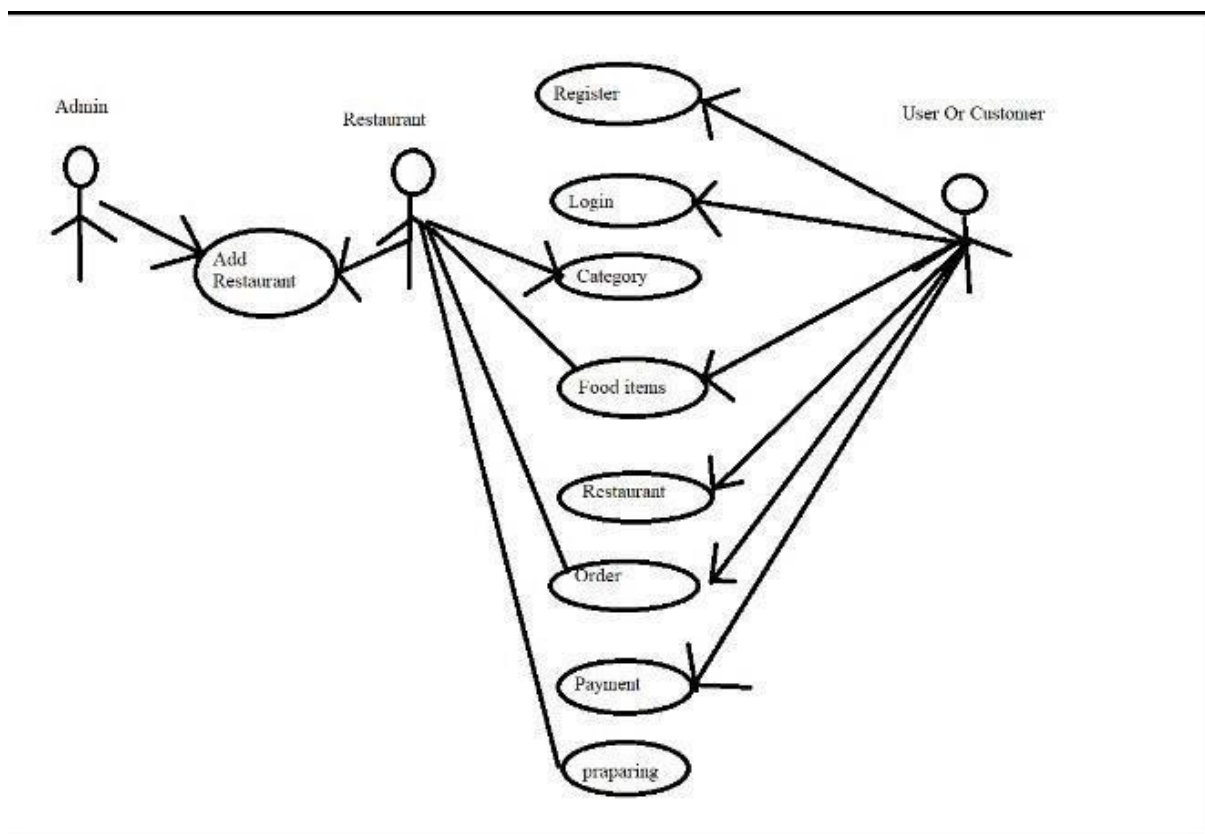 Admin
Restaurant
User Or Customer
Register
Login
Add
Restaurant
Category
Food items
Restaurant
Order
Payment
praparing